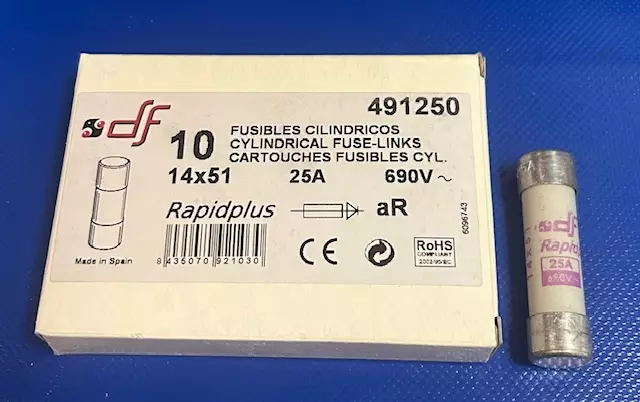 491250
df
10
FUSIBLES CILINDRICOS
CYLINDRICAL FUSE-LINKS
CARTOUCHES FUSIBLES CYL.
14x51 25A 690V~
Rapidplus aR
6096743
Made in Spain
8 435070 921030
CE
RoHS
COMPLIANT
2002/95/EC
df
Rapid
25A
690V~